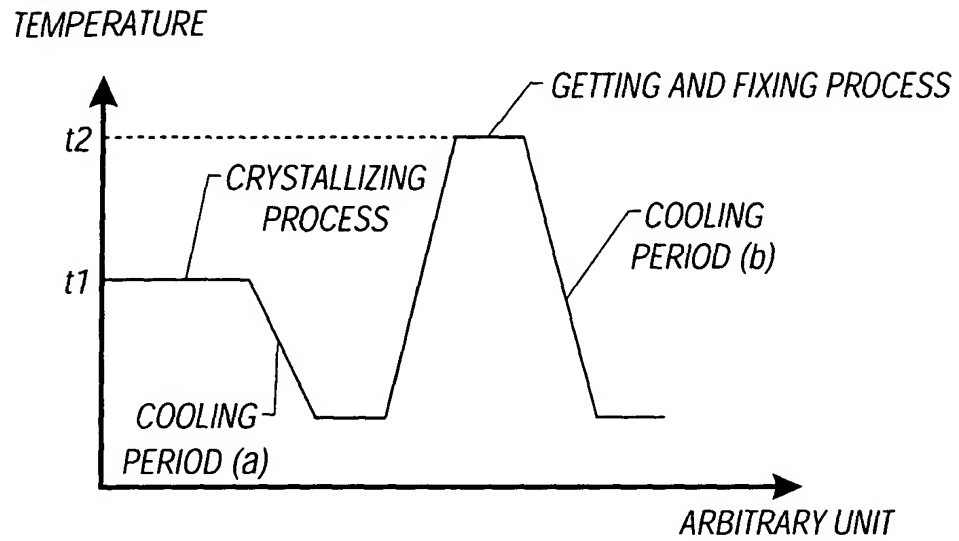 TEMPERATURE
GETTING AND FIXING PROCESS
t2
CRYSTALLIZING
PROCESS
COOLING
PERIOD (b)
t1
COOLING
PERIOD (a)
ARBITRARY UNIT